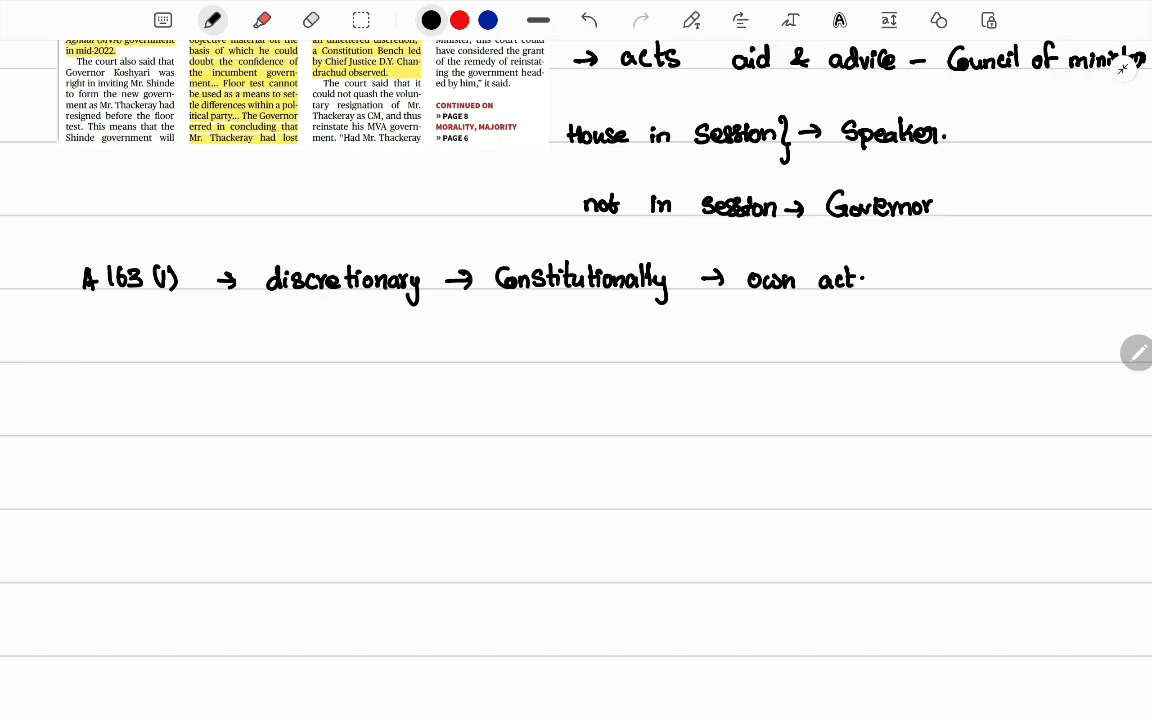 Aghadi (MVA) government
in mid-2022.
The court also said that
Governor Koshyari was
right in inviting Mr. Shinde
to form the new govern-
ment as Mr. Thackeray had
resigned before the floor
test. This means that the
Shinde government will
objective material on the
basis of which he could
doubt the confidence of
the incumbent govern-
ment... Floor test cannot
be used as a means to set-
tle differences within a pol-
itical party... The Governor
erred in concluding that
Mr. Thackeray had lost
an unfettered discretion,”
a Constitution Bench led
by Chief Justice D.Y. Chan-
drachud observed.
The court said that it
could not quash the volun-
tary resignation of Mr.
Thackeray as CM, and thus
reinstate his MVA govern-
ment. “Had Mr. Thackeray
Minister, this court could
have considered the grant
of the remedy of reinstat-
ing the government head-
ed by him,” it said.
CONTINUED ON
» PAGE 8
MORALITY, MAJORITY
» PAGE 6
→ acts aid & advice - Council of ministers
House in session} → Speaker.
not in session → Governor
A 163 (1) → discretionary → Constitutionally → own act.